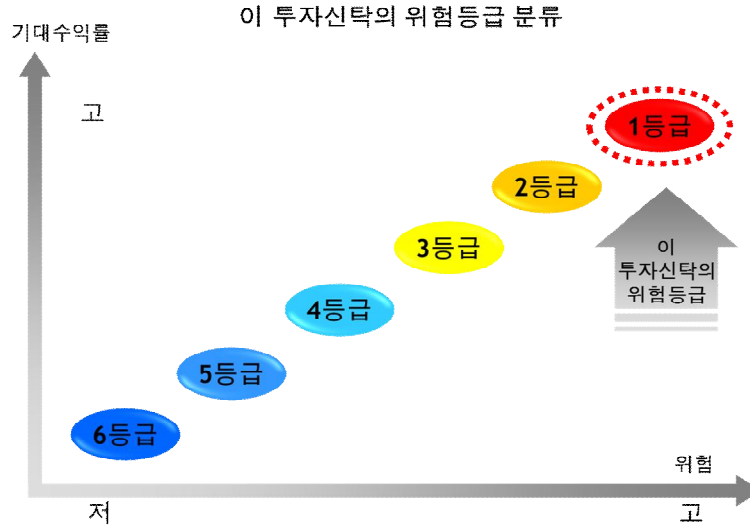 이 투자신탁의 위험등급 분류
기대수익률
고
1등급
2등급
3등급
이
투자신탁의
위험등급
4등급
5등급
6등급
위험
저
고